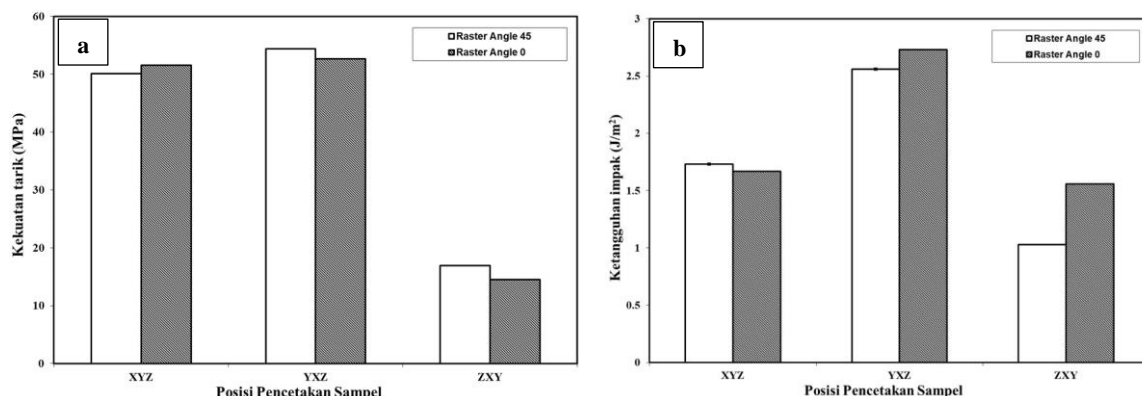 a
Kekuatan tarik (MPa)
60
50
40
30
20
10
0
Raster Angle 45
Raster Angle 0
XYZ
YXZ
ZXY
Posisi Pencetakan Sampel
b
Ketangguhan impak (J/m²)
3
2.5
2
1.5
1
0.5
0
Raster Angle 45
Raster Angle 0
XYZ
YXZ
ZXY
Posisi Pencetakan Sampel